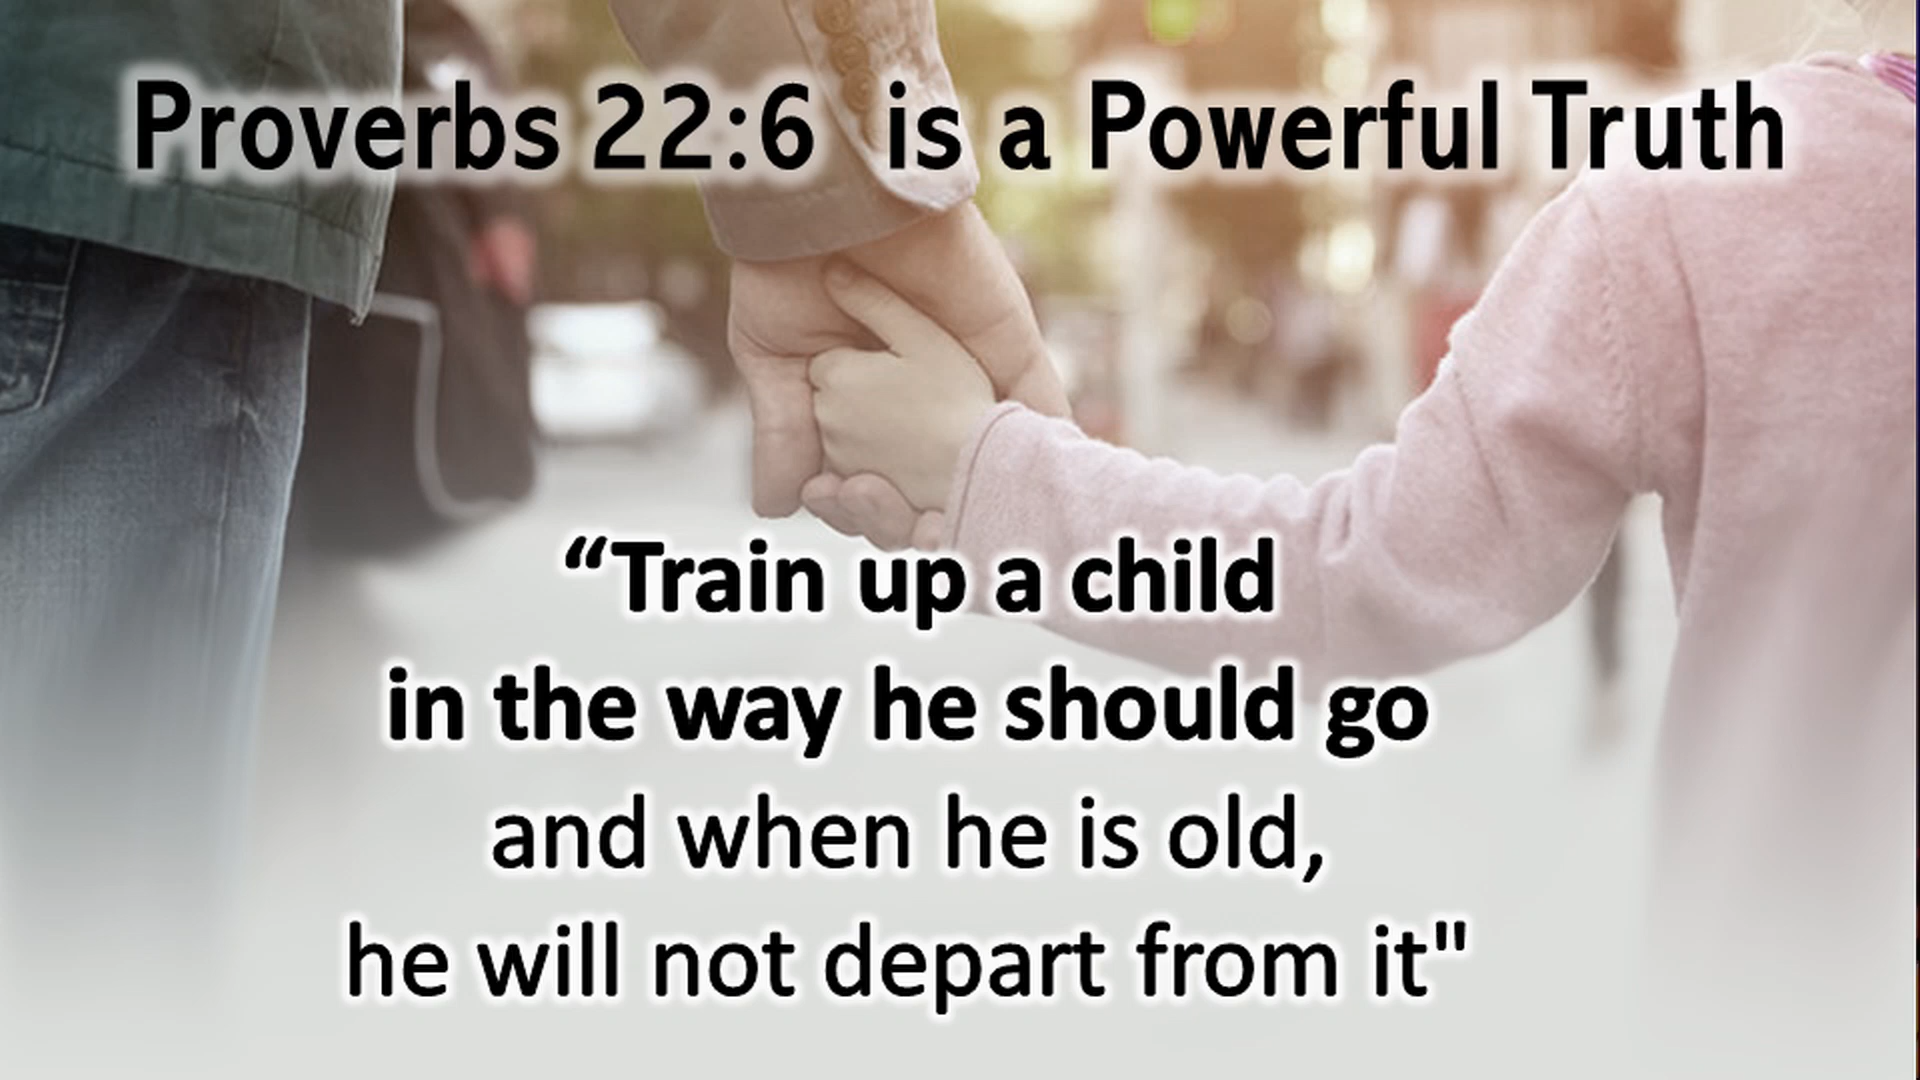 Proverbs 22:6 is a Powerful Truth
“Train up a child
in the way he should go
and when he is old,
he will not depart from it"